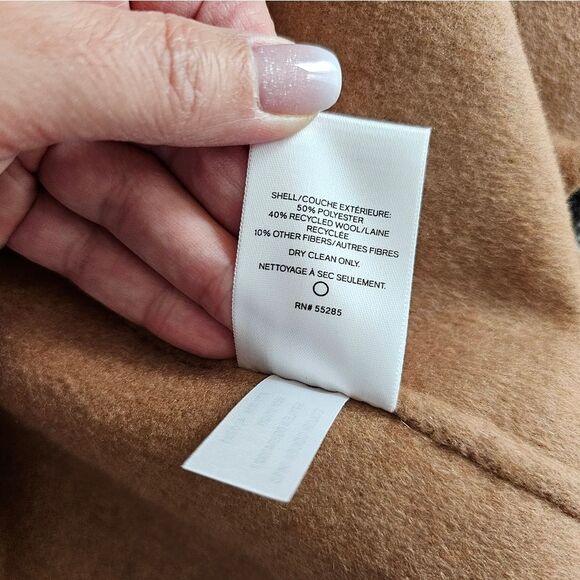 SHELL/COUCHE EXTÉRIEURE:
50% POLYESTER
40% RECYCLED WOOL/LAINE
RECYCLÉE
10% OTHER FIBERS/AUTRES FIBRES
DRY CLEAN ONLY.
NETTOYAGE À SEC SEULEMENT.
RN# 55285